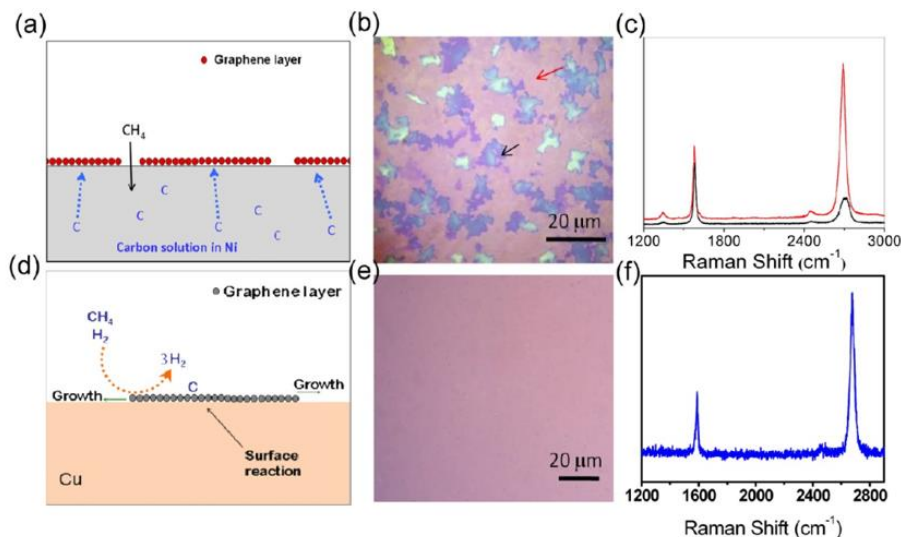 (a)
Graphene layer
CH₄
C
C
C
C
C
C
C
Carbon solution in Ni
(b)
20 µm
(c)
1200 1800 2400 3000
Raman Shift (cm⁻¹)
(d)
Graphene layer
CH₄
H₂
3H₂
C
Growth
Growth
Surface
reaction
Cu
(e)
20 µm
(f)
1200 1600 2000 2400 2800
Raman Shift (cm⁻¹)